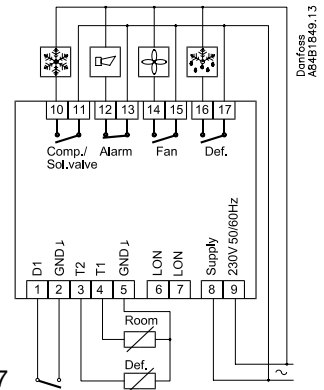 Danfoss
A84B1849.13
10 11 12 13 14 15 16 17
Comp./ Alarm Fan Def.
Sol.valve
D1 GND T2 T1 GND LON LON Supply 230V 50/60Hz
1 2 3 4 5 6 7 8 9
Room
Def.
7
~